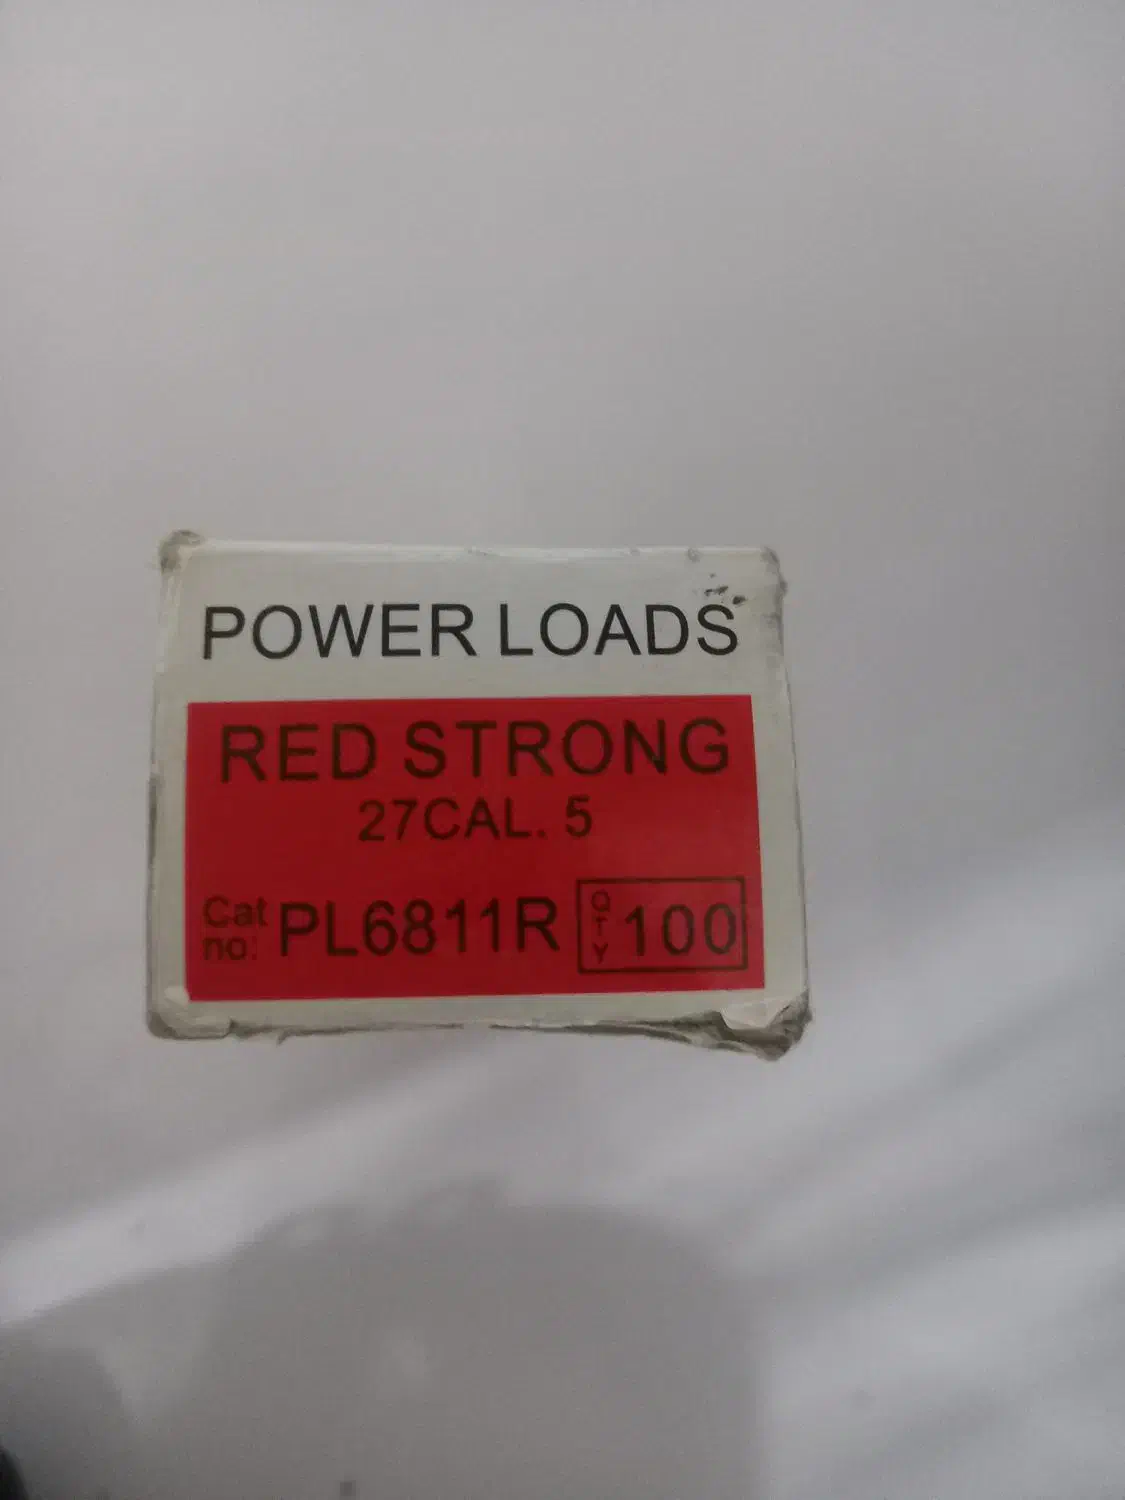 POWER LOADS
RED STRONG
27CAL. 5
Cat no: PL6811R QTY 100